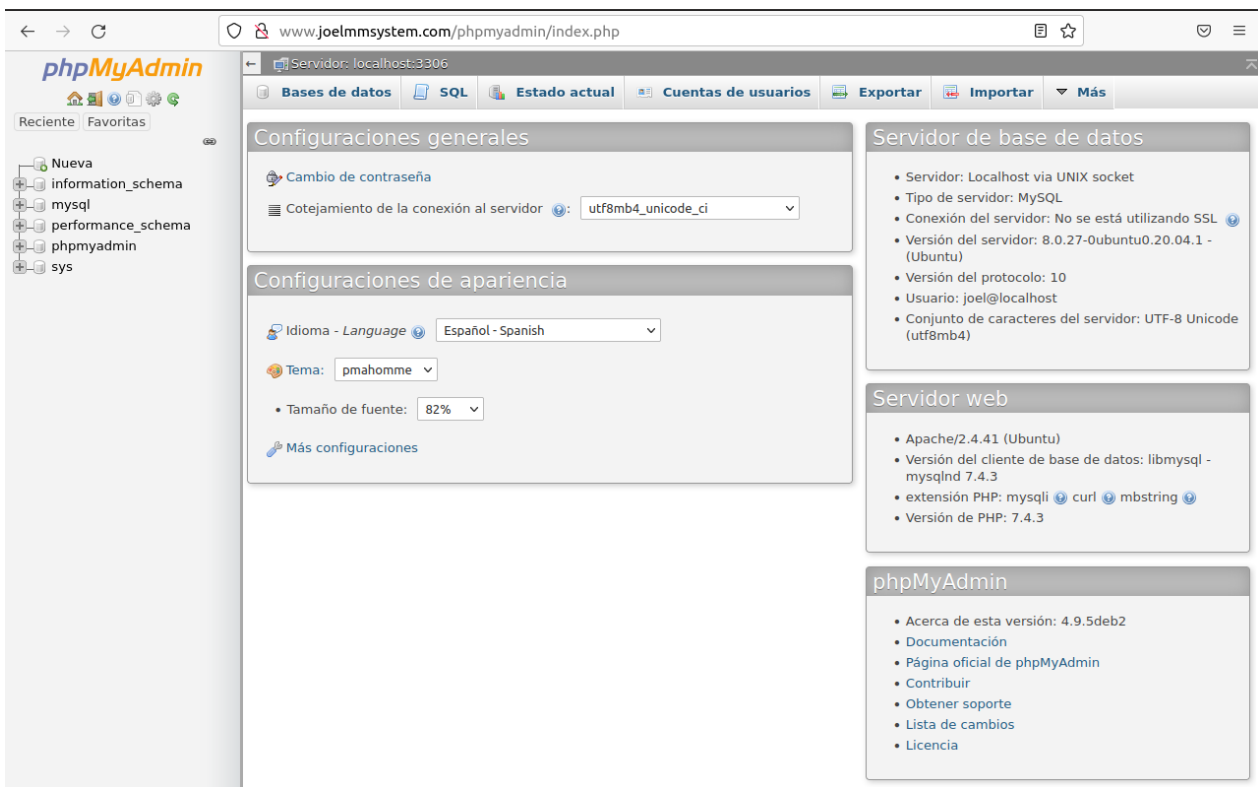 www.joelmmsystem.com/phpmyadmin/index.php
phpMyAdmin
Reciente Favoritas
Nueva
information_schema
mysql
performance_schema
phpmyadmin
sys
Servidor: localhost:3306
Bases de datos SQL Estado actual Cuentas de usuarios Exportar Importar Más
Configuraciones generales
Cambio de contraseña
Cotejamiento de la conexión al servidor : utf8mb4_unicode_ci
Configuraciones de apariencia
Idioma - Language Español - Spanish
Tema: pmahomme
• Tamaño de fuente: 82%
Más configuraciones
Servidor de base de datos
• Servidor: Localhost via UNIX socket
• Tipo de servidor: MySQL
• Conexión del servidor: No se está utilizando SSL
• Versión del servidor: 8.0.27-0ubuntu0.20.04.1 -
(Ubuntu)
• Versión del protocolo: 10
• Usuario: joel@localhost
• Conjunto de caracteres del servidor: UTF-8 Unicode
(utf8mb4)
Servidor web
• Apache/2.4.41 (Ubuntu)
• Versión del cliente de base de datos: libmysql -
mysqlnd 7.4.3
• extensión PHP: mysqli curl mbstring
• Versión de PHP: 7.4.3
phpMyAdmin
• Acerca de esta versión: 4.9.5deb2
• Documentación
• Página oficial de phpMyAdmin
• Contribuir
• Obtener soporte
• Lista de cambios
• Licencia